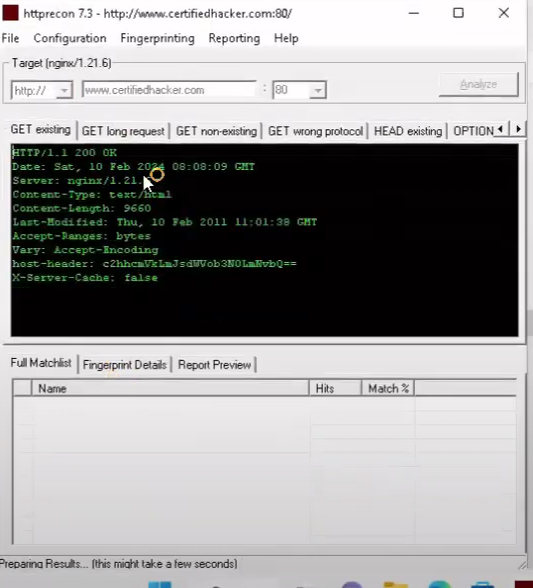 httprecon 7.3 - http://www.certifiedhacker.com:80/
File Configuration Fingerprinting Reporting Help
Target (nginx/1.21.6)
http:// www.certifiedhacker.com : 80 Analyze
GET existing GET long request GET non-existing GET wrong protocol HEAD existing OPTION
HTTP/1.1 200 OK
Date: Sat, 10 Feb 2024 08:08:09 GMT
Server: nginx/1.21.
Content-Type: text/html
Content-Length: 9660
Last-Modified: Thu, 10 Feb 2011 11:01:38 GMT
Accept-Ranges: bytes
Vary: Accept-Encoding
host-header: c2hhcmVkLmJsdWVob3N0LmNvbQ==
X-Server-Cache: false
Full Matchlist Fingerprint Details Report Preview
Name Hits Match %
Preparing Results... (this might take a few seconds)